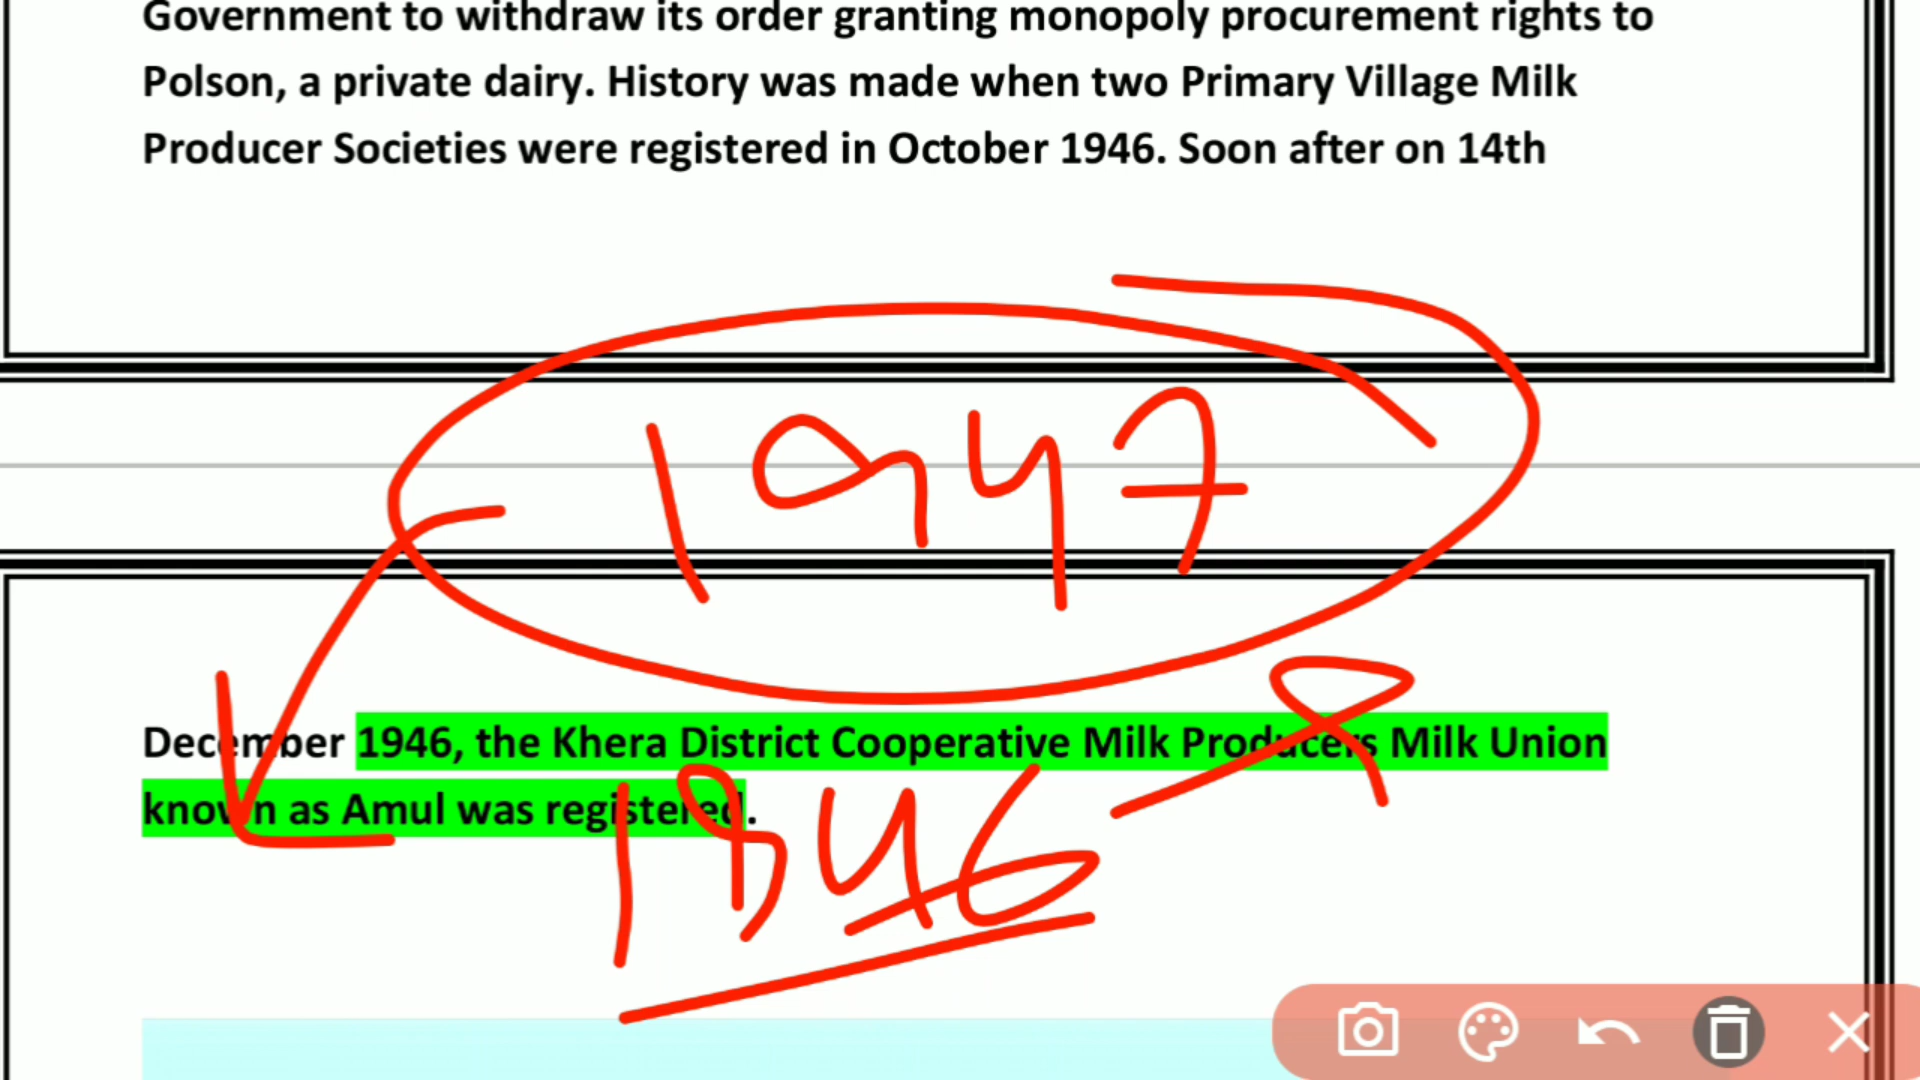 Government to withdraw its order granting monopoly procurement rights to
Polson, a private dairy. History was made when two Primary Village Milk
Producer Societies were registered in October 1946. Soon after on 14th
1947
December 1946, the Khera District Cooperative Milk Producers Milk Union
known as Amul was registered.
1946